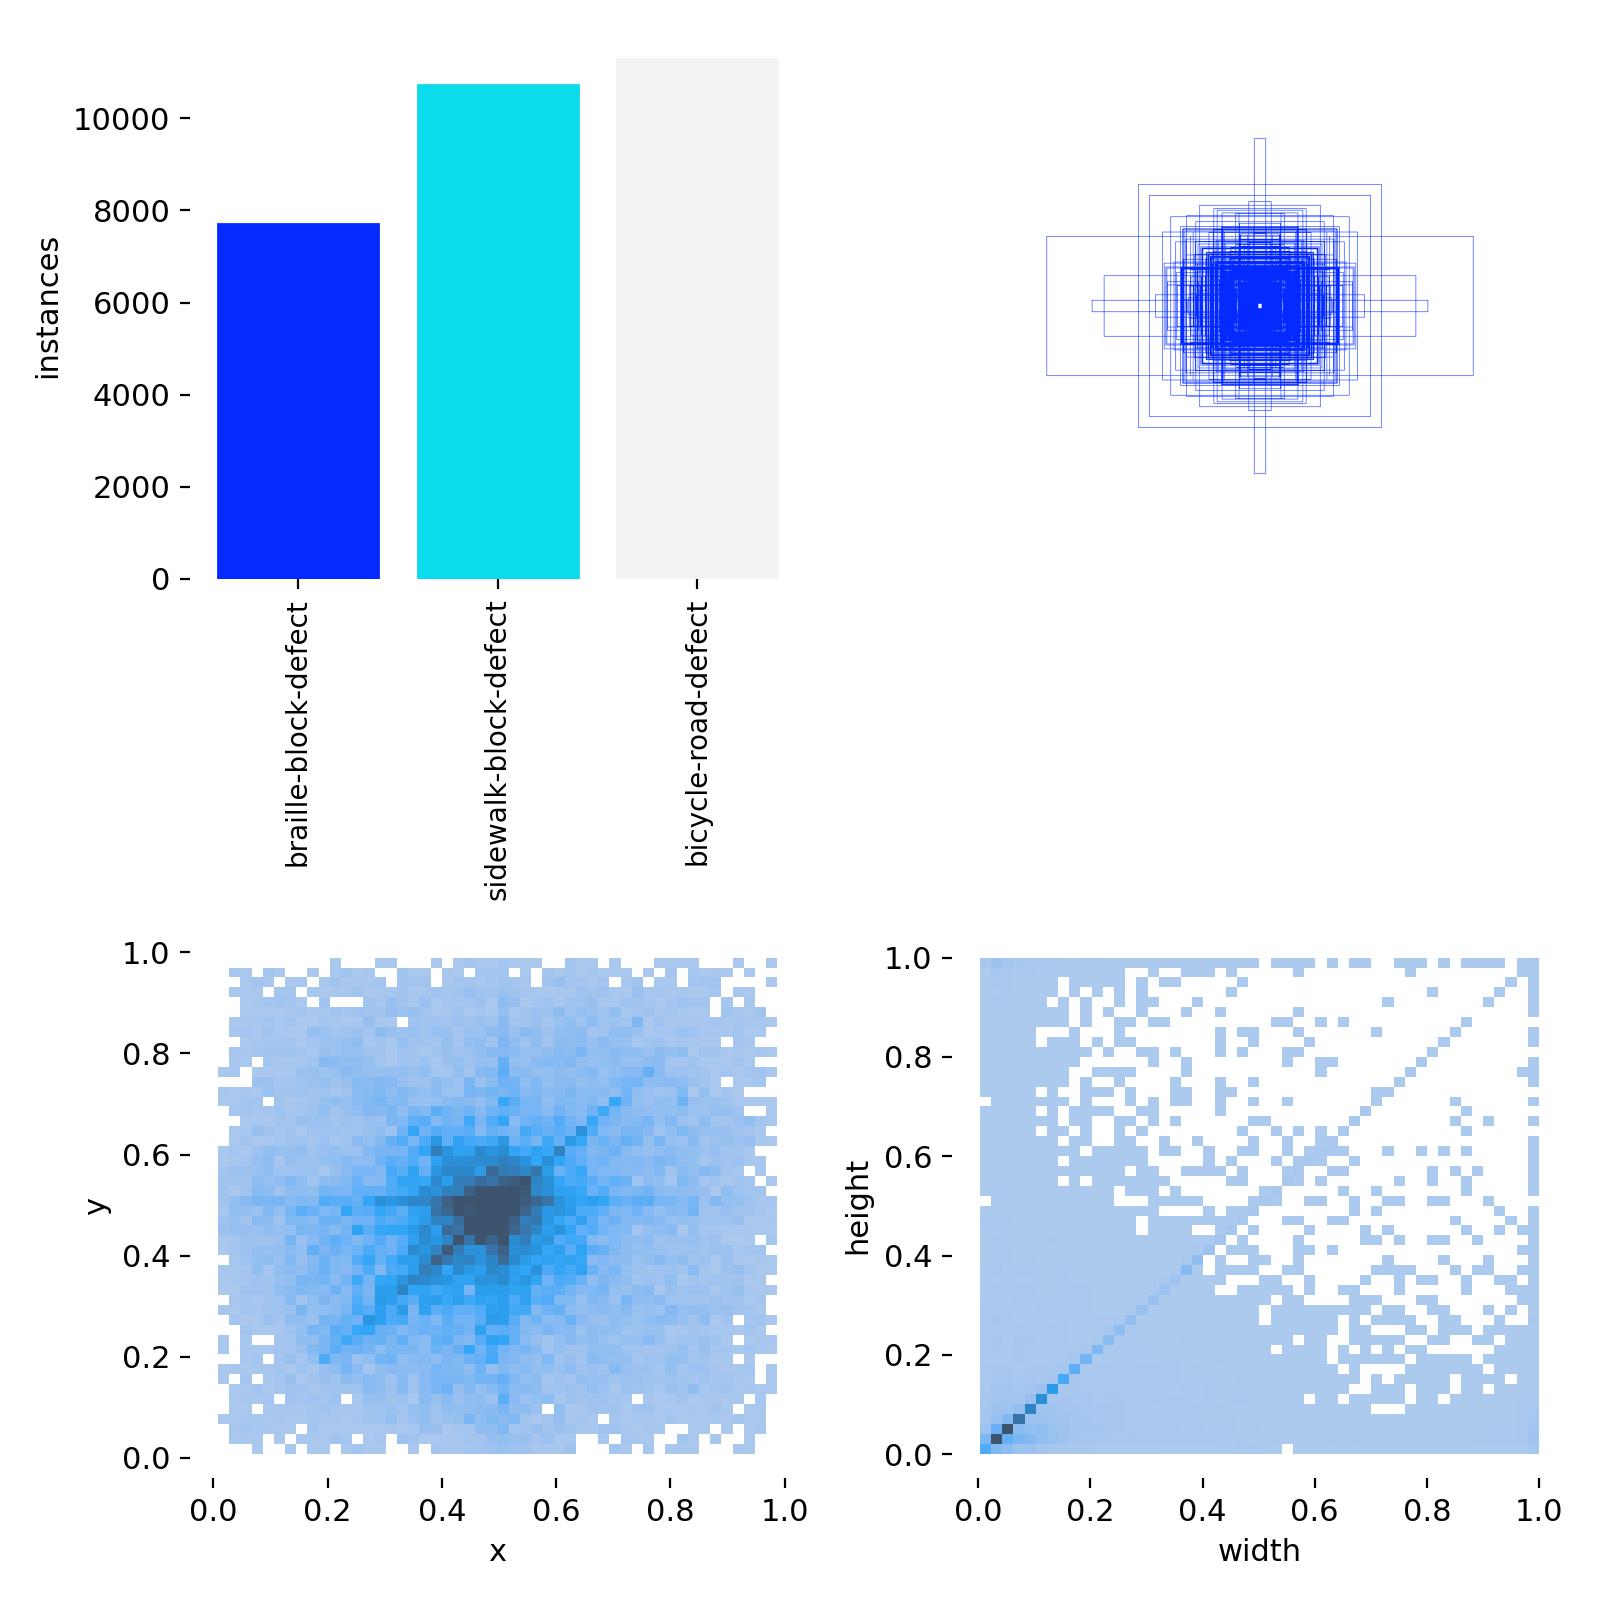 instances
10000
8000
6000
4000
2000
0
braille-block-defect
sidewalk-block-defect
bicycle-road-defect
y
1.0
0.8
0.6
0.4
0.2
0.0
0.0 0.2 0.4 0.6 0.8 1.0
x
height
1.0
0.8
0.6
0.4
0.2
0.0
0.0 0.2 0.4 0.6 0.8 1.0
width